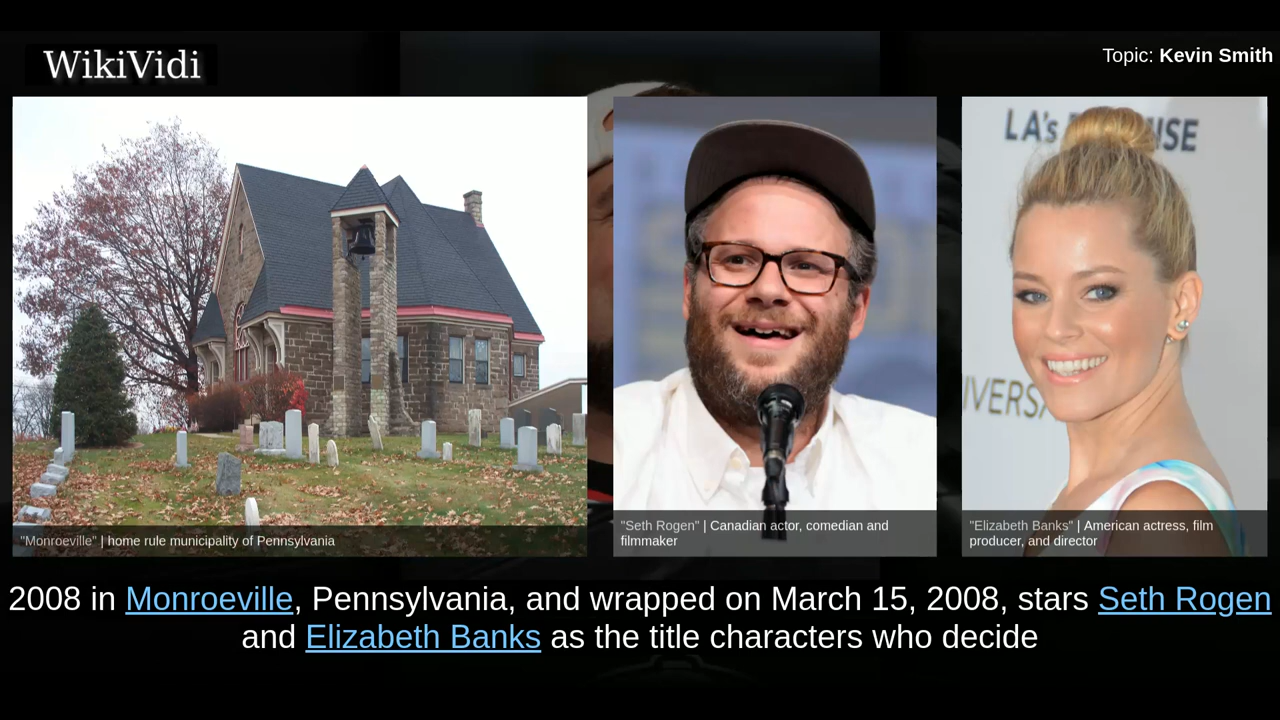 WikiVidi
Topic: Kevin Smith
LA's
"Monroeville" | home rule municipality of Pennsylvania
"Seth Rogen" | Canadian actor, comedian and
filmmaker
"Elizabeth Banks" | American actress, film
producer, and director
2008 in Monroeville, Pennsylvania, and wrapped on March 15, 2008, stars Seth Rogen
and Elizabeth Banks as the title characters who decide